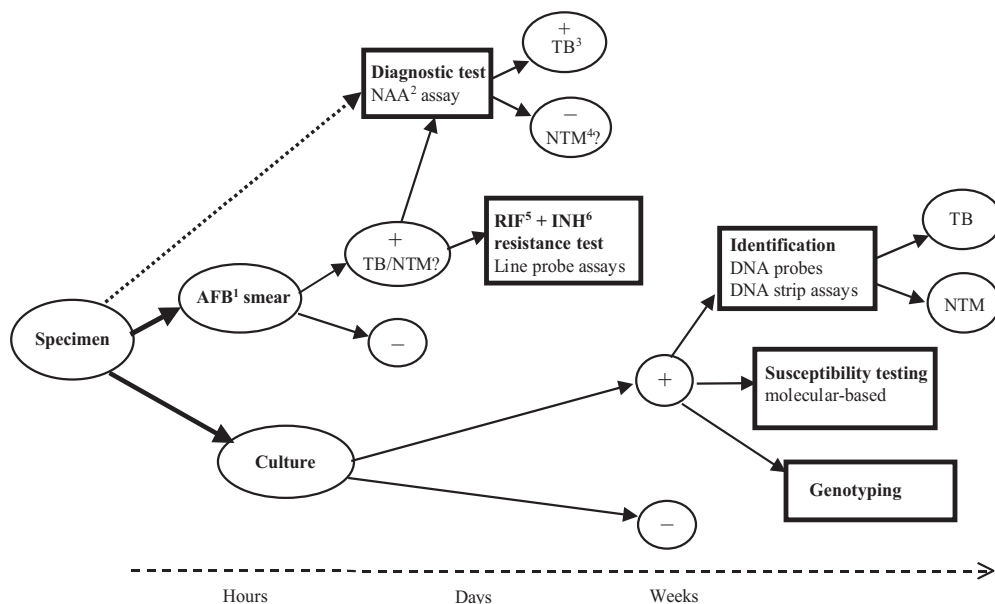 +
TB³
Diagnostic test
NAA² assay
−
NTM⁴?
+
TB/NTM?
RIF⁵ + INH⁶
resistance test
Line probe assays
AFB¹ smear
−
Specimen
Culture
+
−
Identification
DNA probes
DNA strip assays
TB
NTM
Susceptibility testing
molecular-based
Genotyping
Hours
Days
Weeks